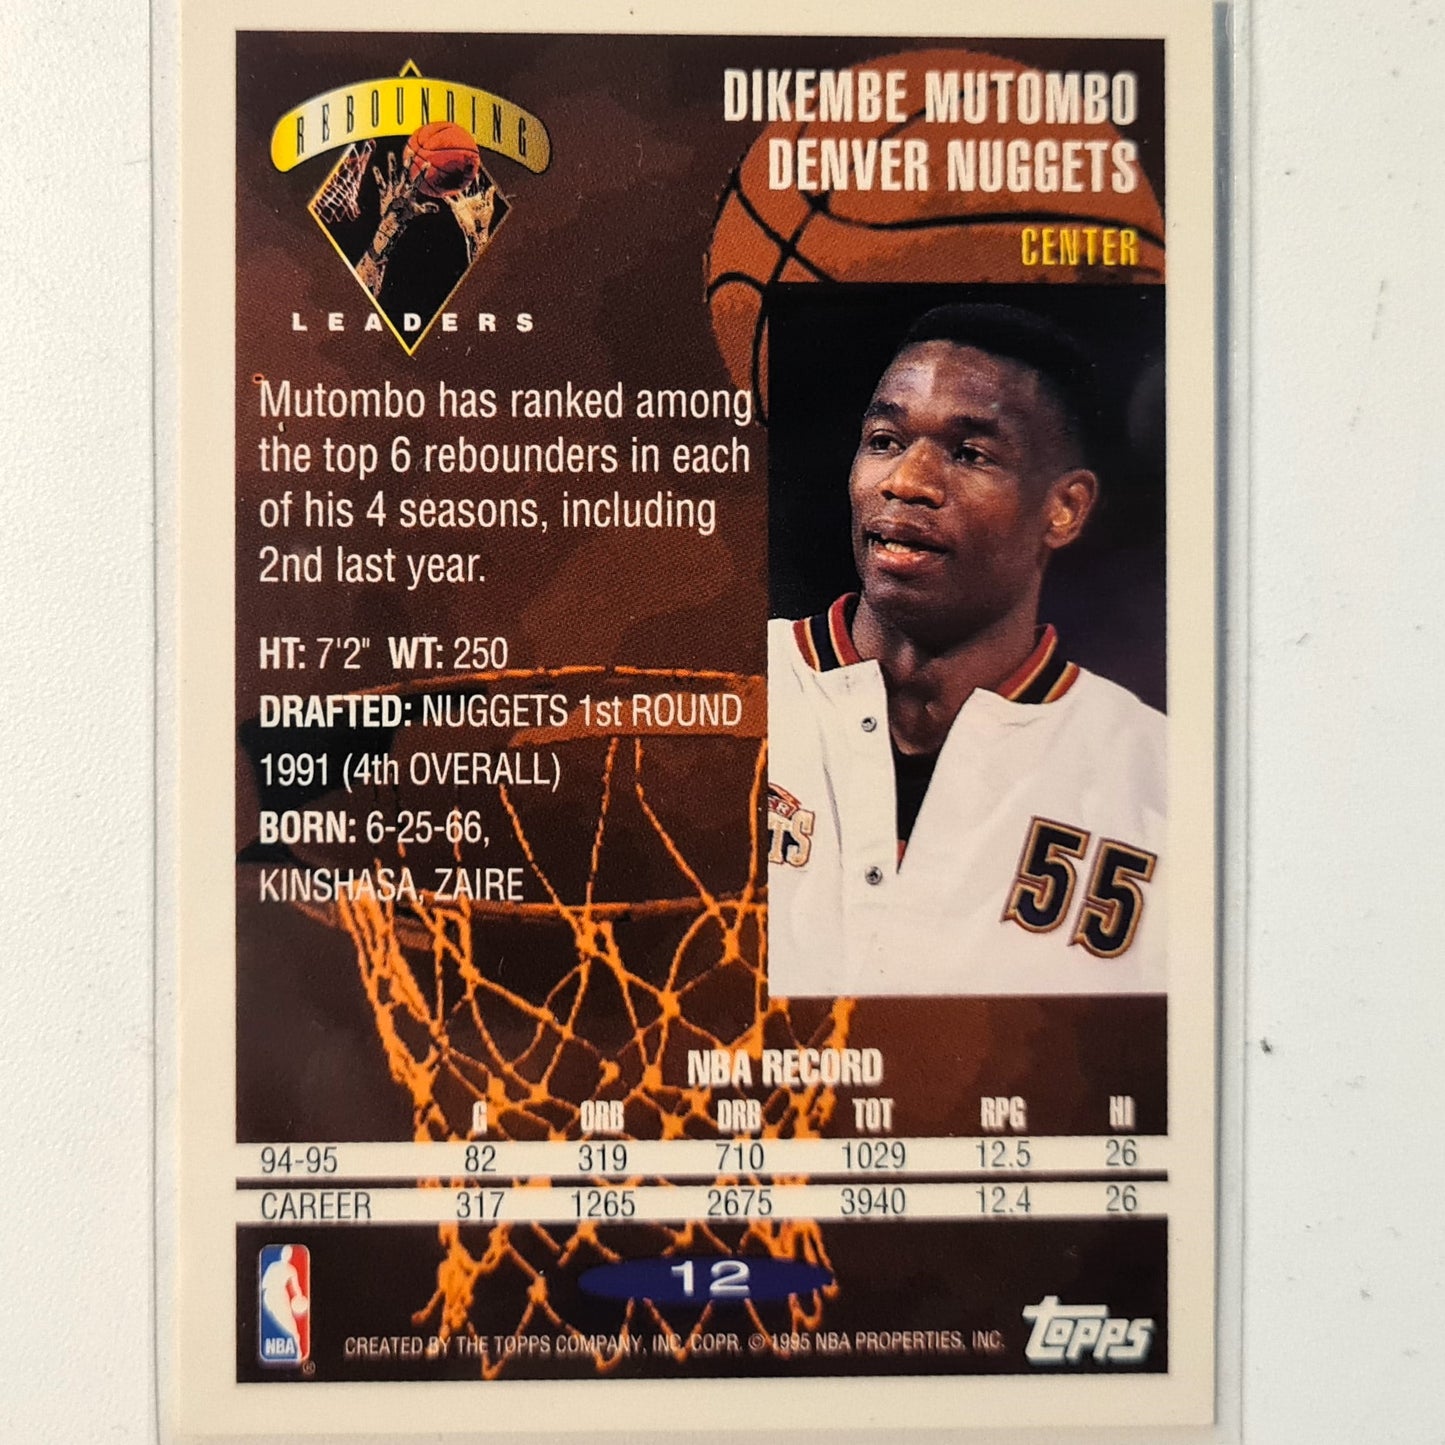 REBOUNDING
LEADERS
DIKEMBE MUTOMBO
DENVER NUGGETS
CENTER
Mutombo has ranked among
the top 6 rebounders in each
of his 4 seasons, including
2nd last year.
HT: 7'2" WT: 250
DRAFTED: NUGGETS 1st ROUND
1991 (4th OVERALL)
BORN: 6-25-66,
KINSHASA, ZAIRE
55
NBA RECORD
G ORB DRB TOT RPG HI
94-95 82 319 710 1029 12.5 26
CAREER 317 1265 2675 3940 12.4 26
12
NBA ®
CREATED BY THE TOPPS COMPANY, INC. COPR. © 1995 NBA PROPERTIES, INC.
TOPPS